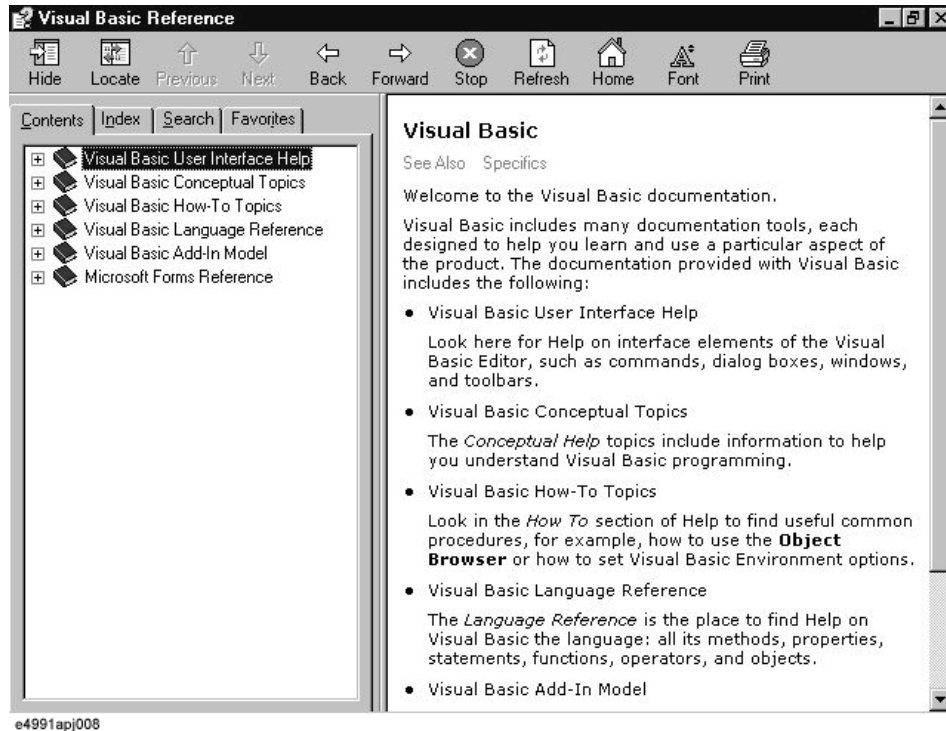 Visual Basic Reference
Hide Locate Previous Next Back Forward Stop Refresh Home Font Print
Contents Index Search Favorites
Visual Basic User Interface Help
Visual Basic Conceptual Topics
Visual Basic How-To Topics
Visual Basic Language Reference
Visual Basic Add-In Model
Microsoft Forms Reference
Visual Basic
See Also Specifics
Welcome to the Visual Basic documentation.
Visual Basic includes many documentation tools, each
designed to help you learn and use a particular aspect of
the product. The documentation provided with Visual Basic
includes the following:
• Visual Basic User Interface Help
Look here for Help on interface elements of the Visual
Basic Editor, such as commands, dialog boxes, windows,
and toolbars.
• Visual Basic Conceptual Topics
The Conceptual Help topics include information to help
you understand Visual Basic programming.
• Visual Basic How-To Topics
Look in the How To section of Help to find useful common
procedures, for example, how to use the Object
Browser or how to set Visual Basic Environment options.
• Visual Basic Language Reference
The Language Reference is the place to find Help on
Visual Basic the language: all its methods, properties,
statements, functions, operators, and objects.
• Visual Basic Add-In Model
e4991apj008